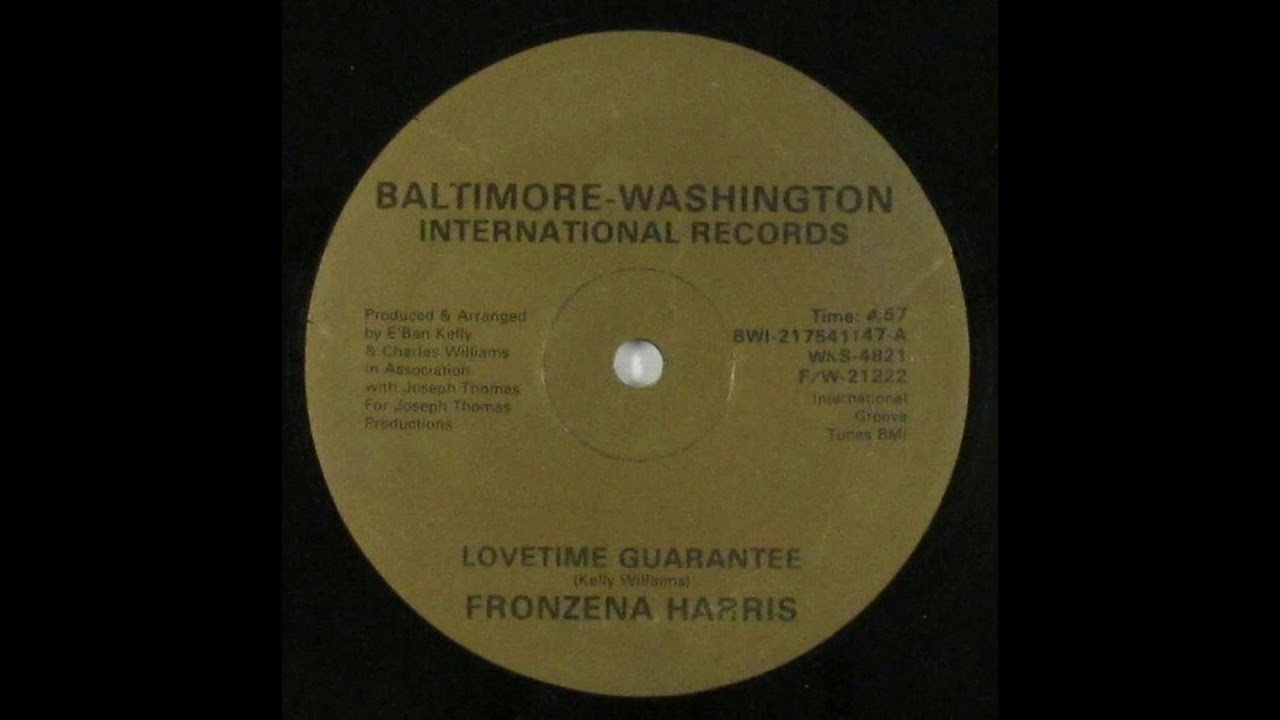 BALTIMORE-WASHINGTON
INTERNATIONAL RECORDS
Produced & Arranged
by E'Ban Kelly
& Charles Williams
in Association
with Joseph Thomas
For Joseph Thomas
Productions
Time: 4.57
BWI-217541147-A
WKS-4821
F/W-21222
International
Groove
Tunes BMI
LOVETIME GUARANTEE
(Kelly Willaims)
FRONZENA HARRIS